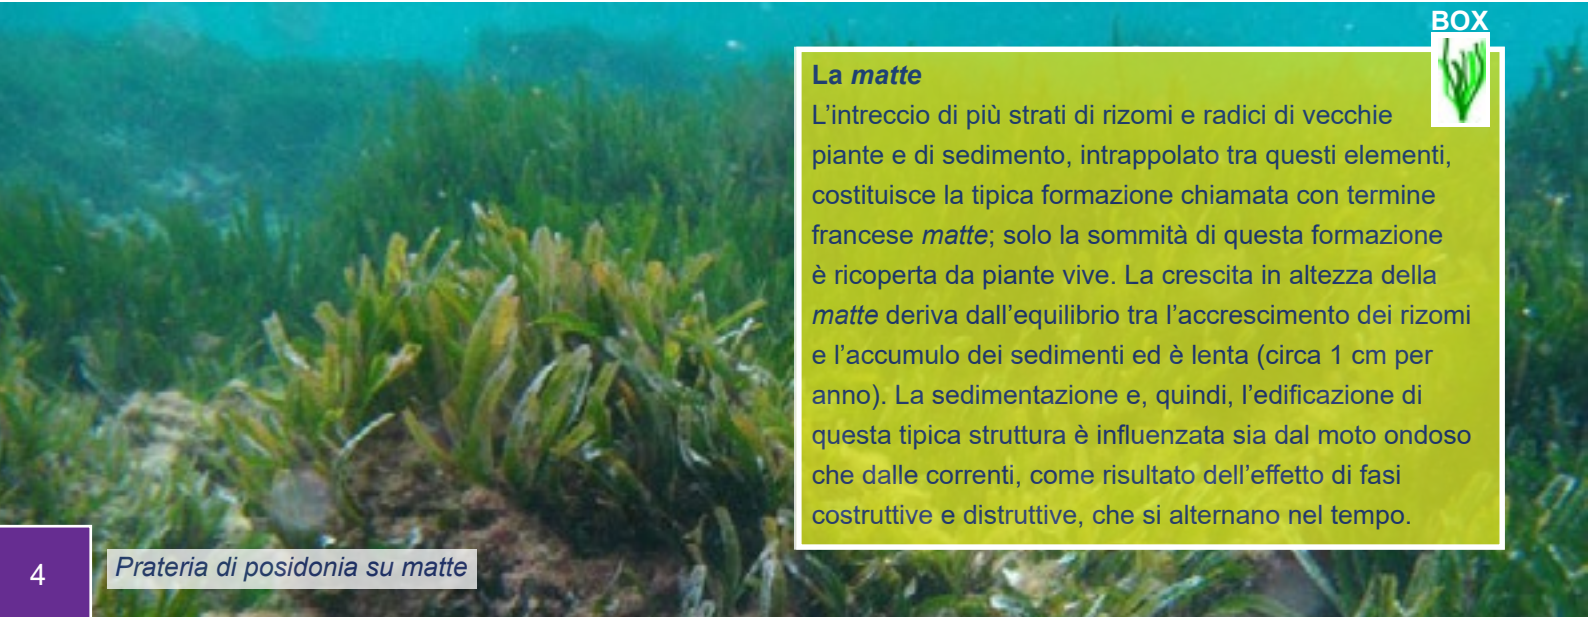 BOX
La matte
L’intreccio di più strati di rizomi e radici di vecchie
piante e di sedimento, intrappolato tra questi elementi,
costituisce la tipica formazione chiamata con termine
francese matte; solo la sommità di questa formazione
è ricoperta da piante vive. La crescita in altezza della
matte deriva dall’equilibrio tra l’accrescimento dei rizomi
e l’accumulo dei sedimenti ed è lenta (circa 1 cm per
anno). La sedimentazione e, quindi, l’edificazione di
questa tipica struttura è influenzata sia dal moto ondoso
che dalle correnti, come risultato dell’effetto di fasi
costruttive e distruttive, che si alternano nel tempo.
4
Prateria di posidonia su matte